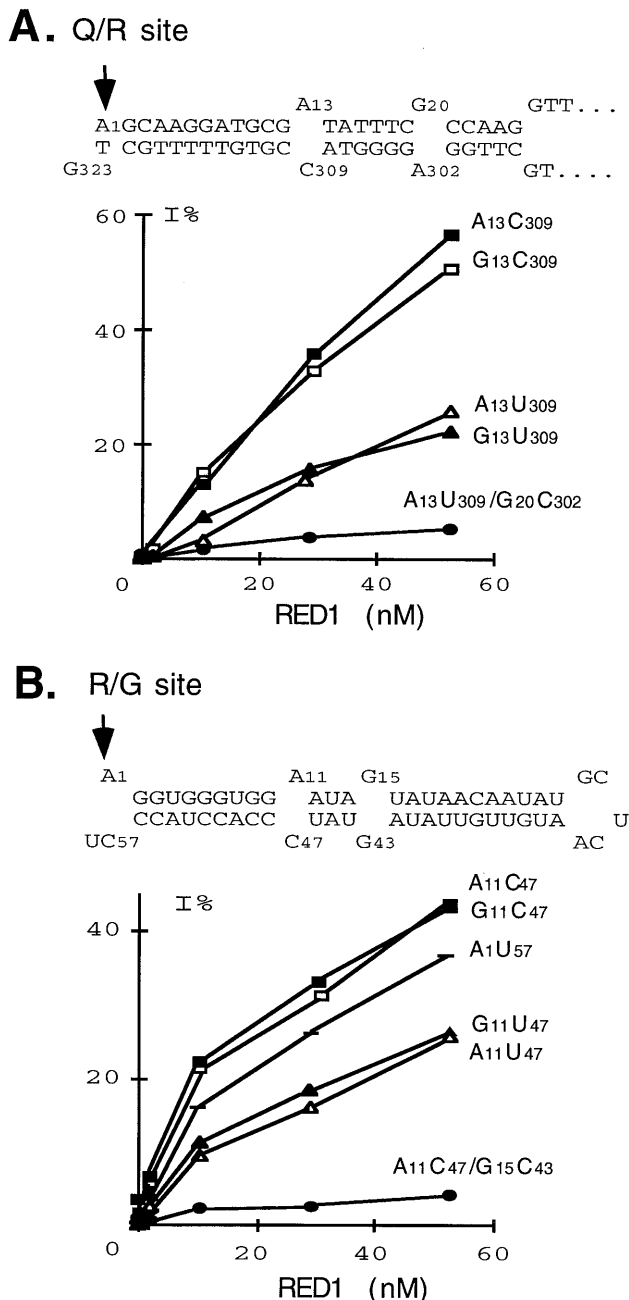 A. Q/R site
A13 G20 GTT...
A1GCAAGGATGCG TATTTC CCAAG
T CGTTTTTGTGC ATGGGG GGTTC
G323 C309 A302 GT....
60 I%
A13C309
G13C309
40
A13U309
G13U309
20
A13U309/G20C302
0 20 40 60
RED1 (nM)
B. R/G site
A1 A11 G15 GC
GGUGGGUGG AUA UAUAACAAUAU
CCAUCCACC UAU AUAUUGUUGUA U
UC57 C47 G43 AC
I%
A11C47
G11C47
40
A1U57
G11U47
A11U47
20
A11C47/G15C43
0 20 40 60
RED1 (nM)